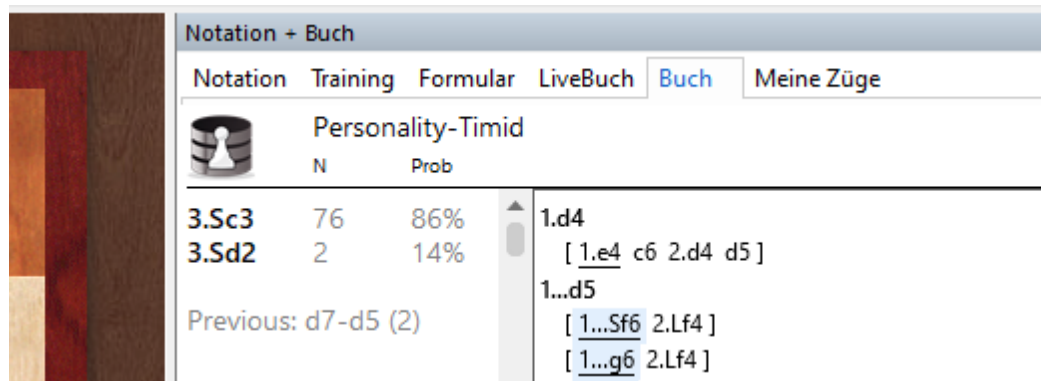 Notation + Buch
Notation Training Formular LiveBuch Buch Meine Züge
Personality-Timid
N Prob
3.Sc3 76 86%
3.Sd2 2 14%
Previous: d7-d5 (2)
1.d4
[ 1.e4 c6 2.d4 d5 ]
1...d5
[ 1...Sf6 2.Lf4 ]
[ 1...g6 2.Lf4 ]